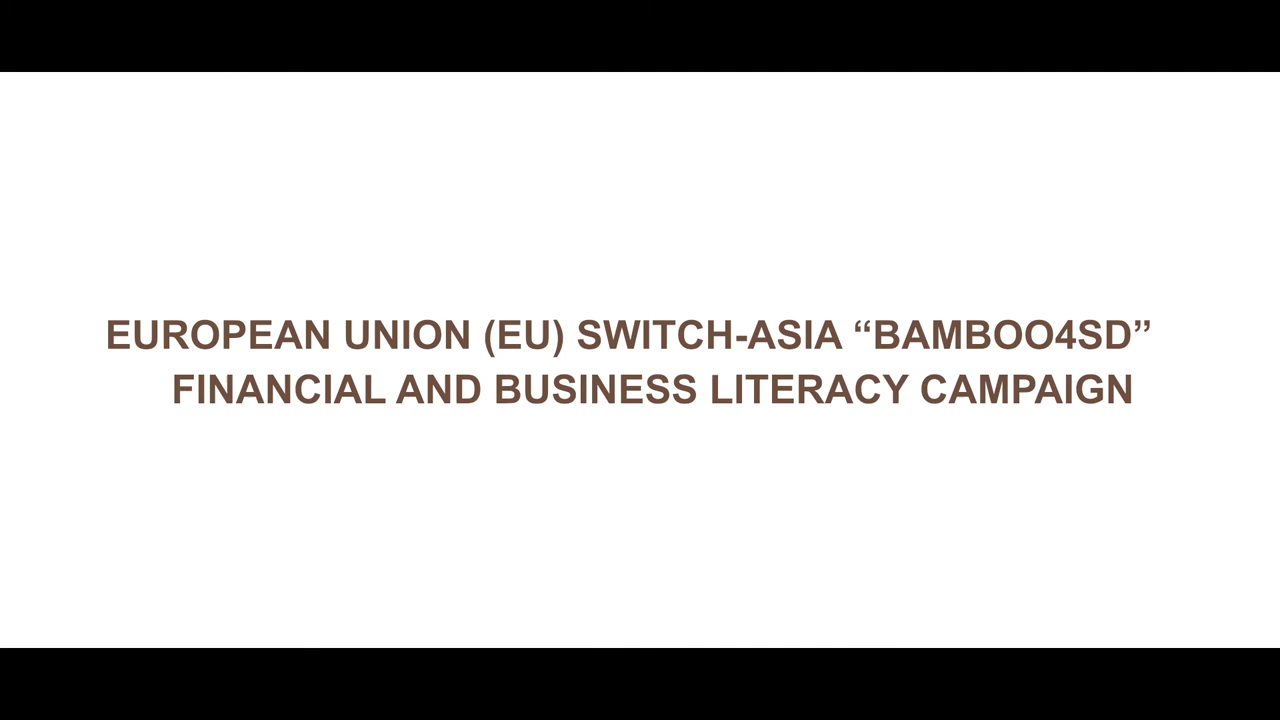 EUROPEAN UNION (EU) SWITCH-ASIA “BAMBOO4SD”
FINANCIAL AND BUSINESS LITERACY CAMPAIGN